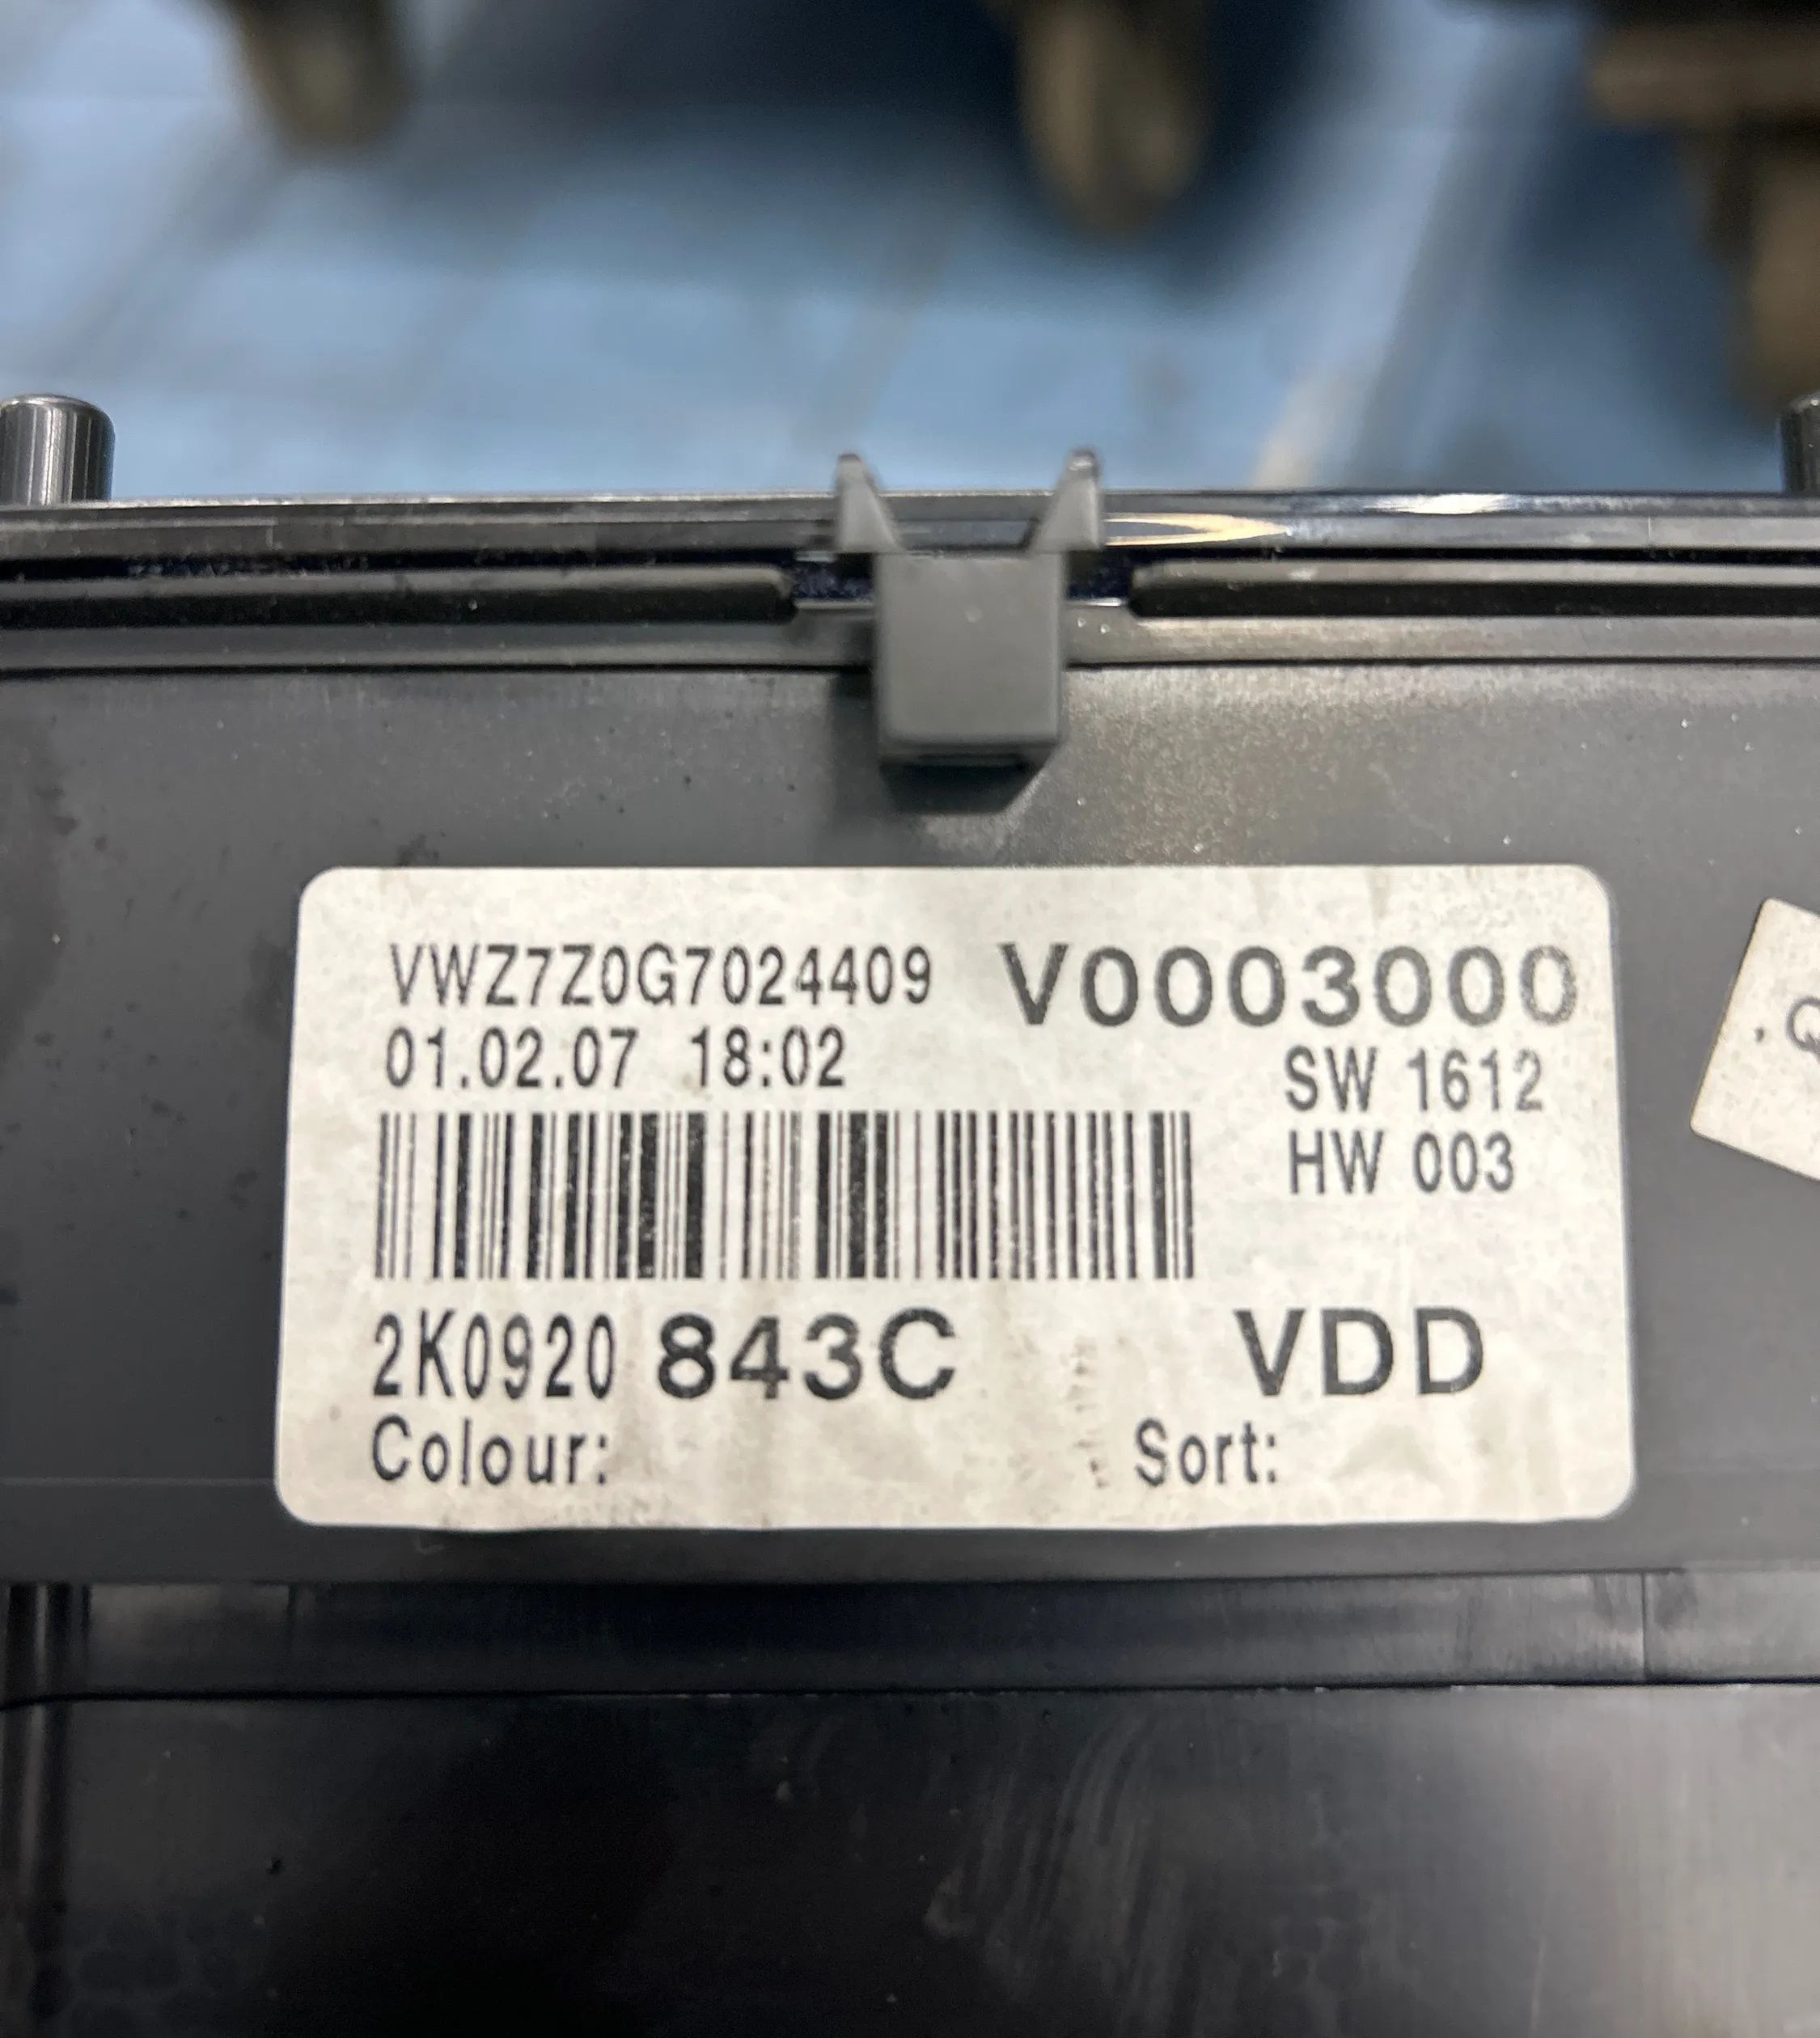 VWZ7Z0G7024409 V0003000
01.02.07 18:02 SW 1612
HW 003
2K0920 843C VDD
Colour: Sort:
Q